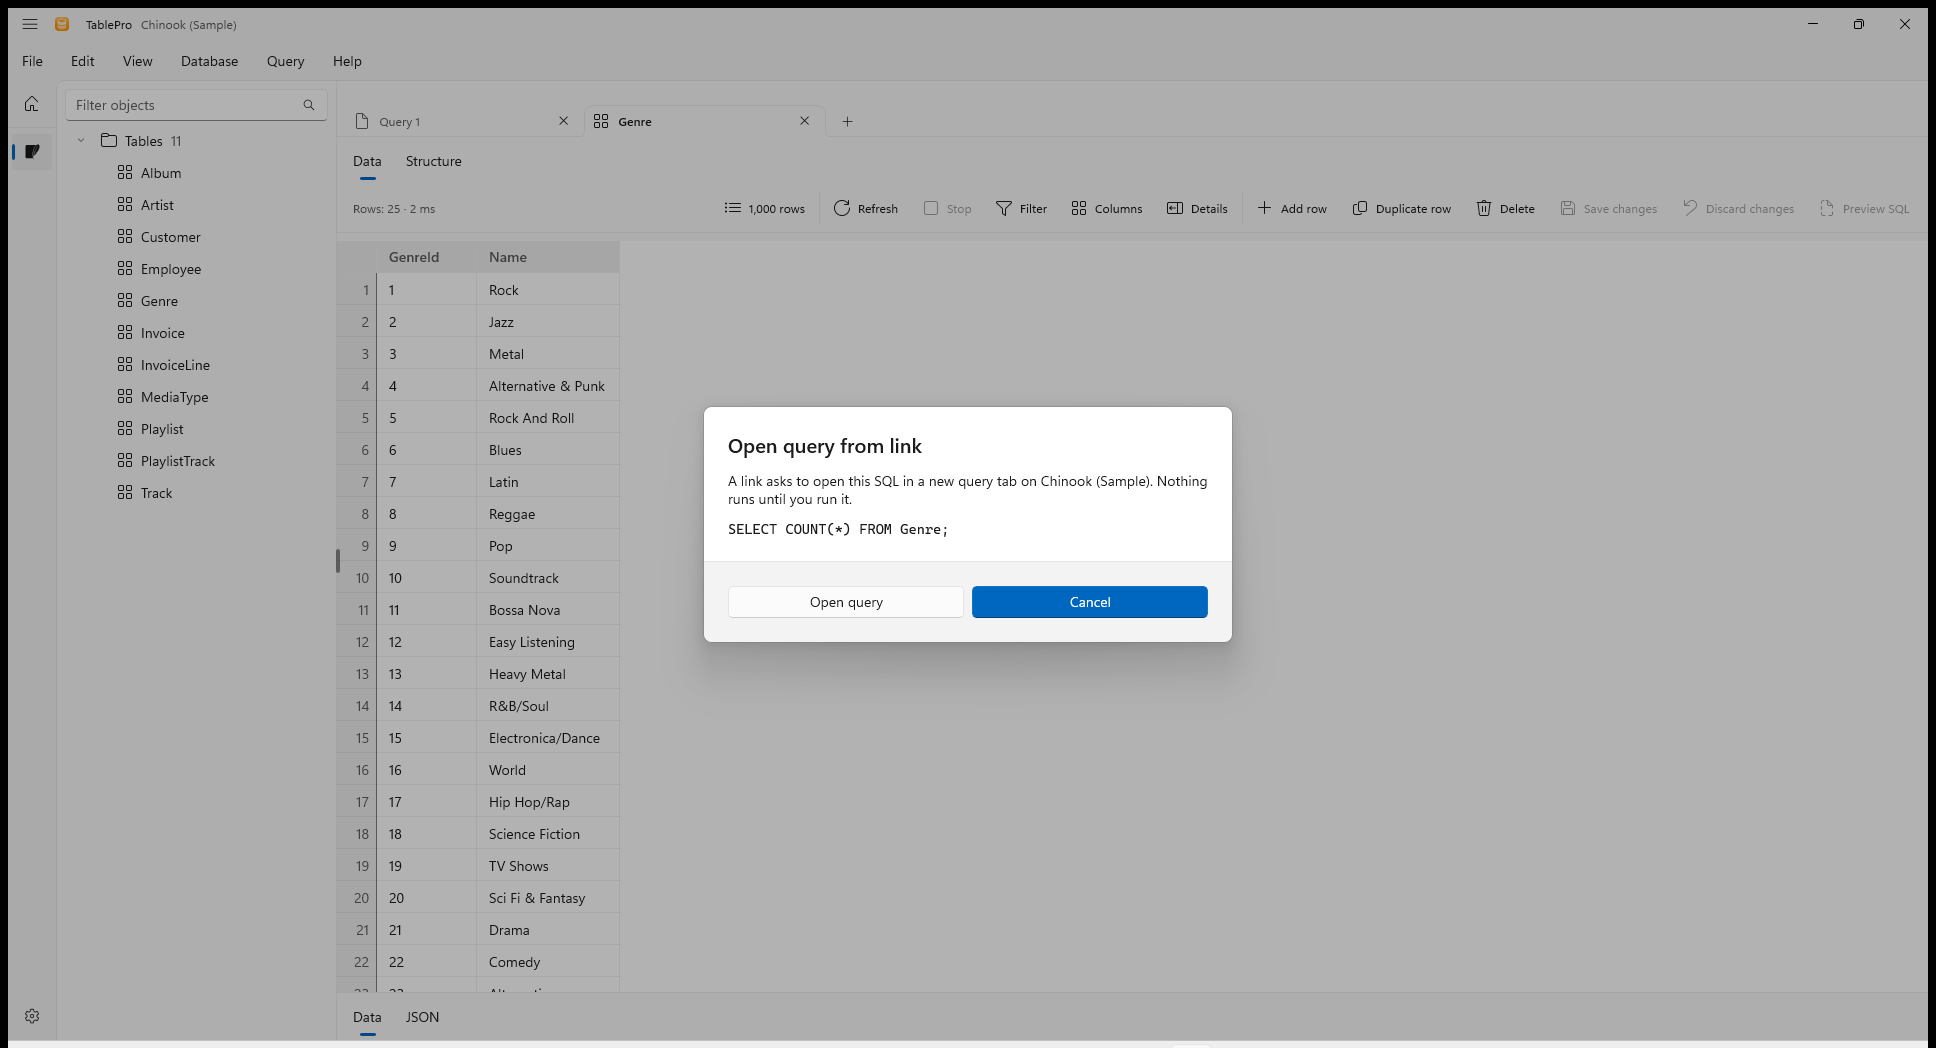 TablePro Chinook (Sample)
File Edit View Database Query Help
Filter objects
Tables 11
Album
Artist
Customer
Employee
Genre
Invoice
InvoiceLine
MediaType
Playlist
PlaylistTrack
Track
Query 1
Genre
Data Structure
Rows: 25 · 2 ms
1,000 rows Refresh Stop Filter Columns Details Add row Duplicate row Delete Save changes Discard changes Preview SQL
GenreId Name
1 1 Rock
2 2 Jazz
3 3 Metal
4 4 Alternative & Punk
5 5 Rock And Roll
6 6 Blues
7 7 Latin
8 8 Reggae
9 9 Pop
10 10 Soundtrack
11 11 Bossa Nova
12 12 Easy Listening
13 13 Heavy Metal
14 14 R&B/Soul
15 15 Electronica/Dance
16 16 World
17 17 Hip Hop/Rap
18 18 Science Fiction
19 19 TV Shows
20 20 Sci Fi & Fantasy
21 21 Drama
22 22 Comedy
Open query from link
A link asks to open this SQL in a new query tab on Chinook (Sample). Nothing
runs until you run it.
SELECT COUNT(*) FROM Genre;
Open query Cancel
Data JSON